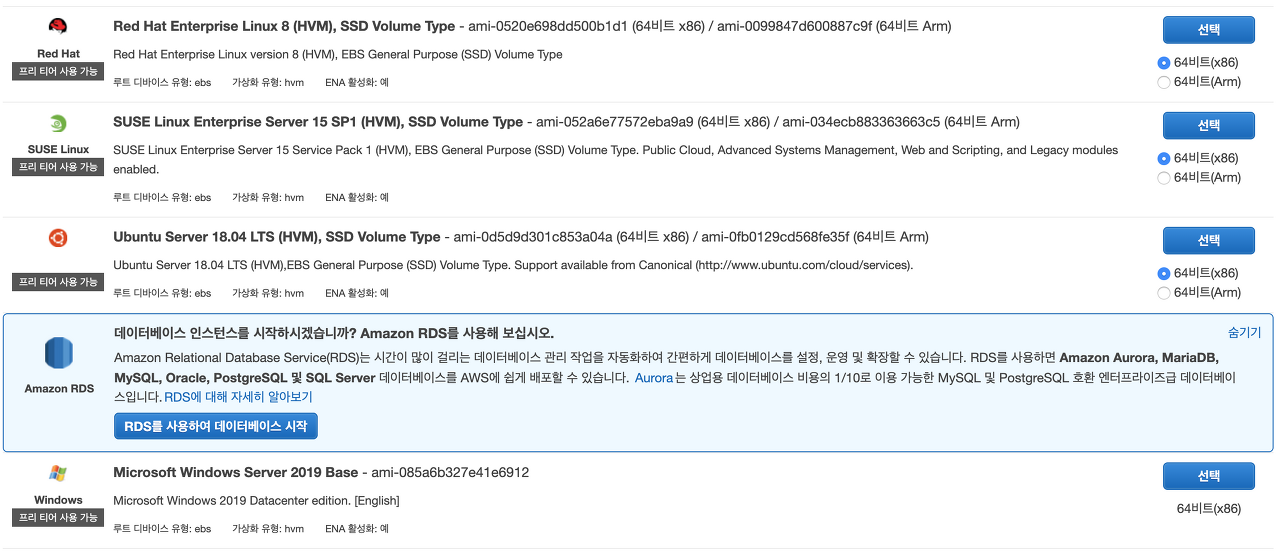 Red Hat Enterprise Linux 8 (HVM), SSD Volume Type - ami-0520e698dd500b1d1 (64비트 x86) / ami-0099847d600887c9f (64비트 Arm)
선택
Red Hat
Red Hat Enterprise Linux version 8 (HVM), EBS General Purpose (SSD) Volume Type
64비트(x86)
프리 티어 사용 가능
루트 디바이스 유형: ebs 가상화 유형: hvm ENA 활성화: 예
64비트(Arm)
SUSE Linux Enterprise Server 15 SP1 (HVM), SSD Volume Type - ami-052a6e77572eba9a9 (64비트 x86) / ami-034ecb883363663c5 (64비트 Arm)
선택
SUSE Linux
SUSE Linux Enterprise Server 15 Service Pack 1 (HVM), EBS General Purpose (SSD) Volume Type. Public Cloud, Advanced Systems Management, Web and Scripting, and Legacy modules
enabled.
64비트(x86)
프리 티어 사용 가능
64비트(Arm)
루트 디바이스 유형: ebs 가상화 유형: hvm ENA 활성화: 예
Ubuntu Server 18.04 LTS (HVM), SSD Volume Type - ami-0d5d9d301c853a04a (64비트 x86) / ami-0fb0129cd568fe35f (64비트 Arm)
선택
Ubuntu Server 18.04 LTS (HVM),EBS General Purpose (SSD) Volume Type. Support available from Canonical (http://www.ubuntu.com/cloud/services).
64비트(x86)
프리 티어 사용 가능
루트 디바이스 유형: ebs 가상화 유형: hvm ENA 활성화: 예
64비트(Arm)
데이터베이스 인스턴스를 시작하시겠습니까? Amazon RDS를 사용해 보십시오.
숨기기
Amazon RDS
Amazon Relational Database Service(RDS)는 시간이 많이 걸리는 데이터베이스 관리 작업을 자동화하여 간편하게 데이터베이스를 설정, 운영 및 확장할 수 있습니다. RDS를 사용하면 Amazon Aurora, MariaDB,
MySQL, Oracle, PostgreSQL 및 SQL Server 데이터베이스를 AWS에 쉽게 배포할 수 있습니다. Aurora는 상업용 데이터베이스 비용의 1/10로 이용 가능한 MySQL 및 PostgreSQL 호환 엔터프라이즈급 데이터베이
스입니다. RDS에 대해 자세히 알아보기
RDS를 사용하여 데이터베이스 시작
Microsoft Windows Server 2019 Base - ami-085a6b327e41e6912
선택
Windows
Microsoft Windows 2019 Datacenter edition. [English]
64비트(x86)
프리 티어 사용 가능
루트 디바이스 유형: ebs 가상화 유형: hvm ENA 활성화: 예